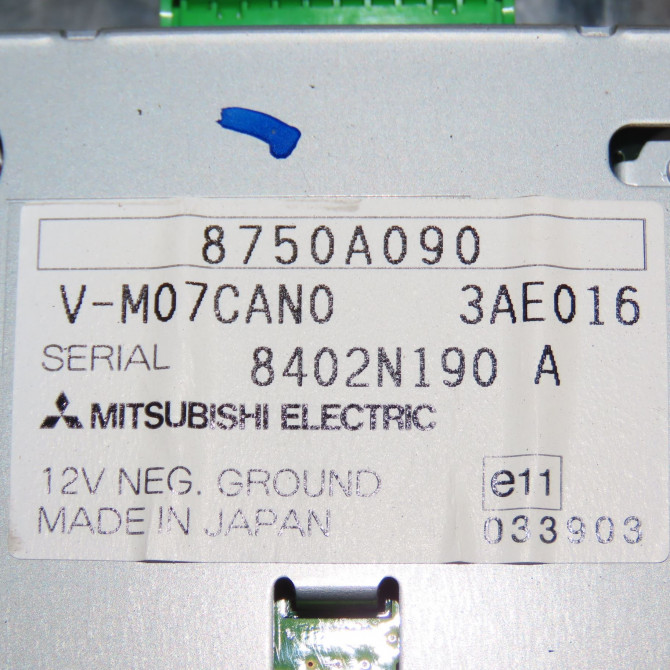 8750A090
V-M07CAN0 3AE016
SERIAL 8402N190 A
MITSUBISHI ELECTRIC
12V NEG. GROUND e11
MADE IN JAPAN 033903